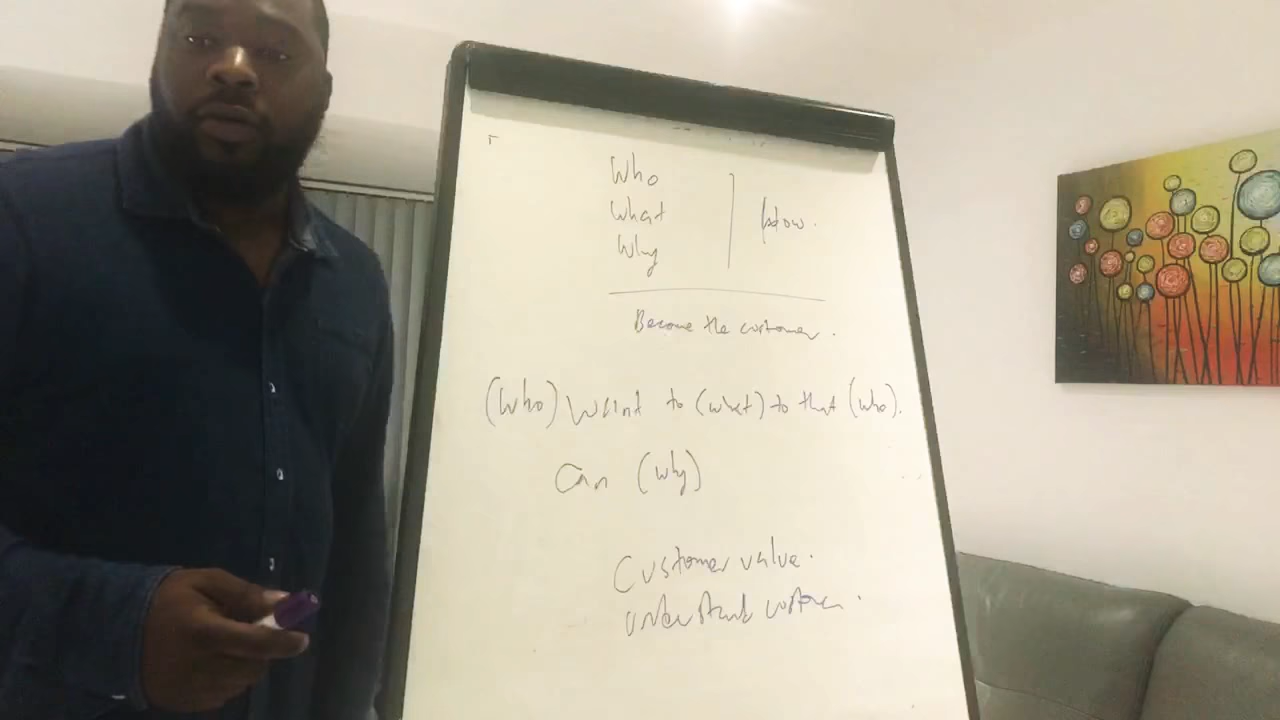 Who
What
Why
How.
Become the customer.
(Who) Want to (what) to that (who).
Can (why)
Customer value.
understand customer.